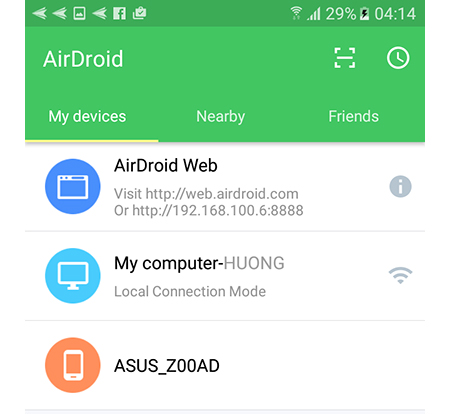 29% 04:14
AirDroid
My devices Nearby Friends
AirDroid Web
Visit http://web.airdroid.com
Or http://192.168.100.6:8888
My computer-HUONG
Local Connection Mode
ASUS_Z00AD